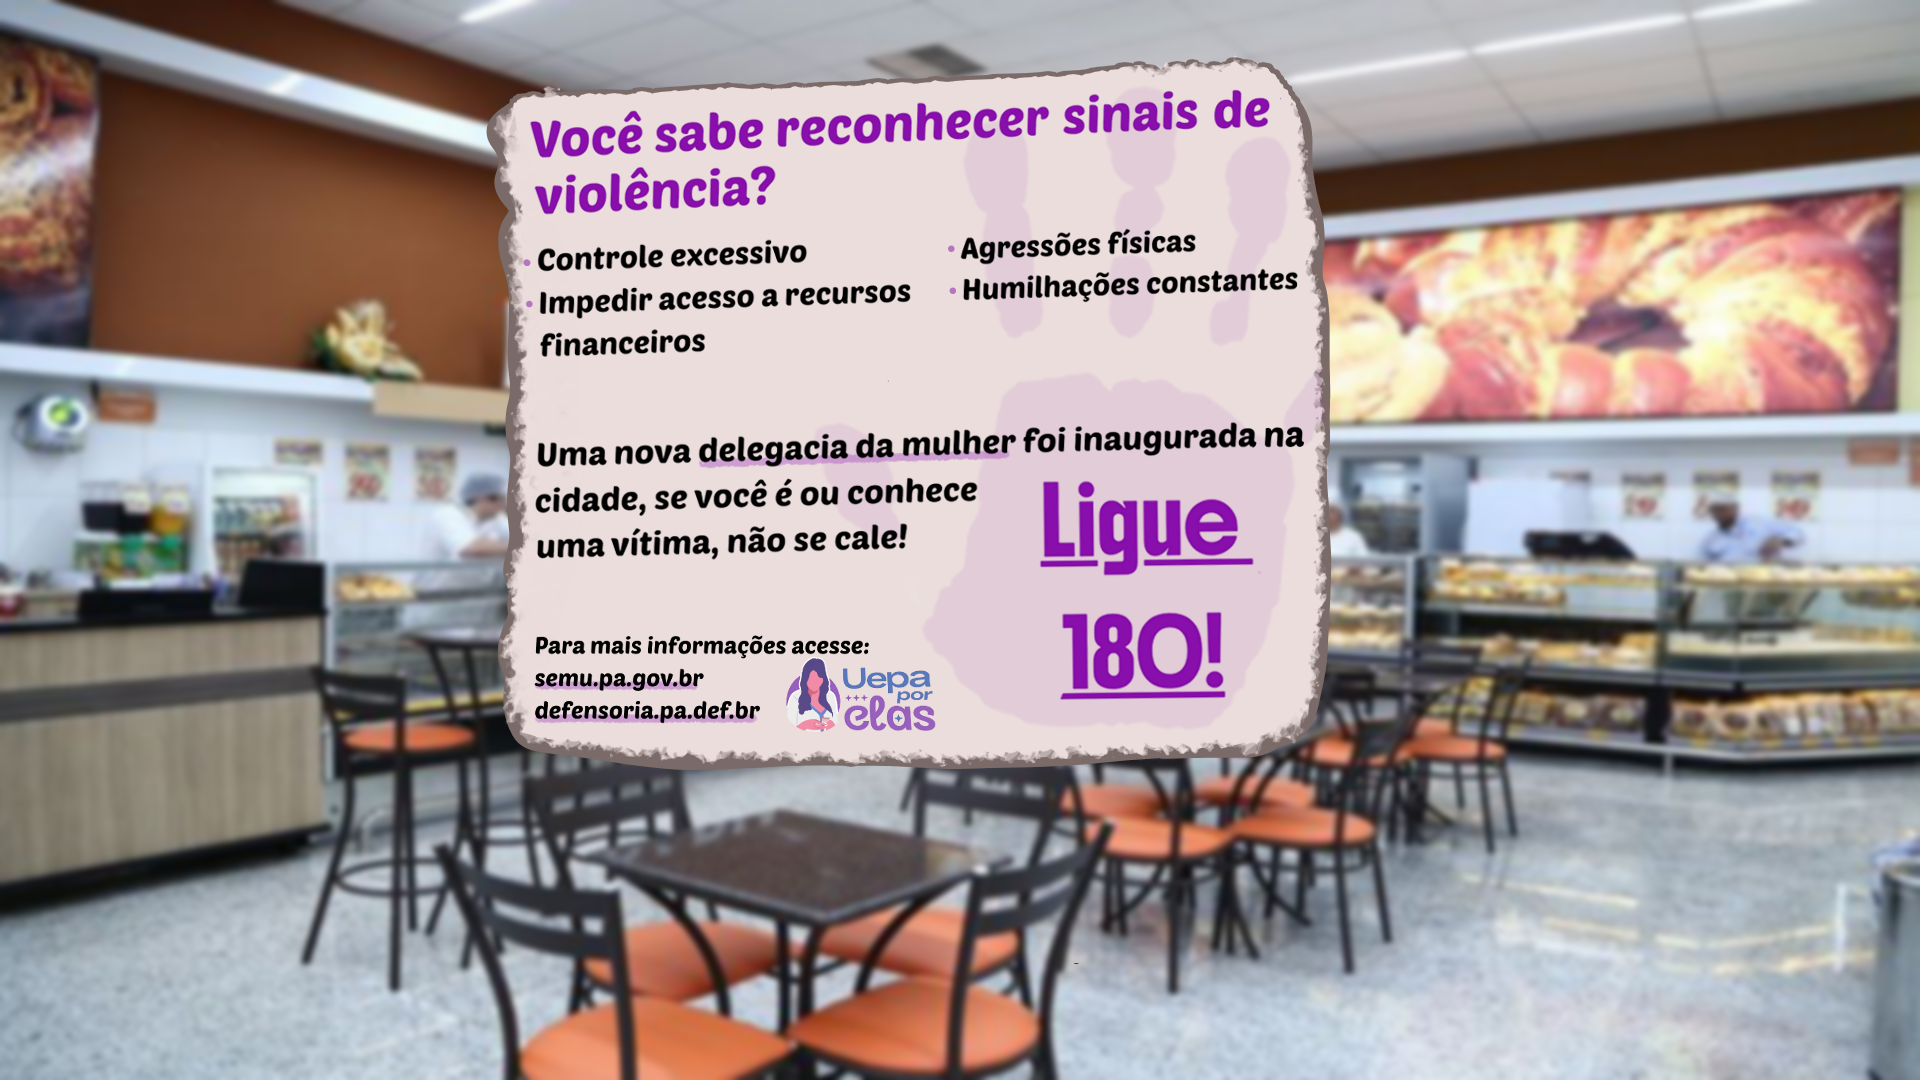 Você sabe reconhecer sinais de
violência?
• Controle excessivo
• Impedir acesso a recursos
financeiros
• Agressões físicas
• Humilhações constantes
Uma nova delegacia da mulher foi inaugurada na
cidade, se você é ou conhece
uma vítima, não se cale!
Ligue
180!
Para mais informações acesse:
semu.pa.gov.br
defensoria.pa.def.br
Uepa
por
elas